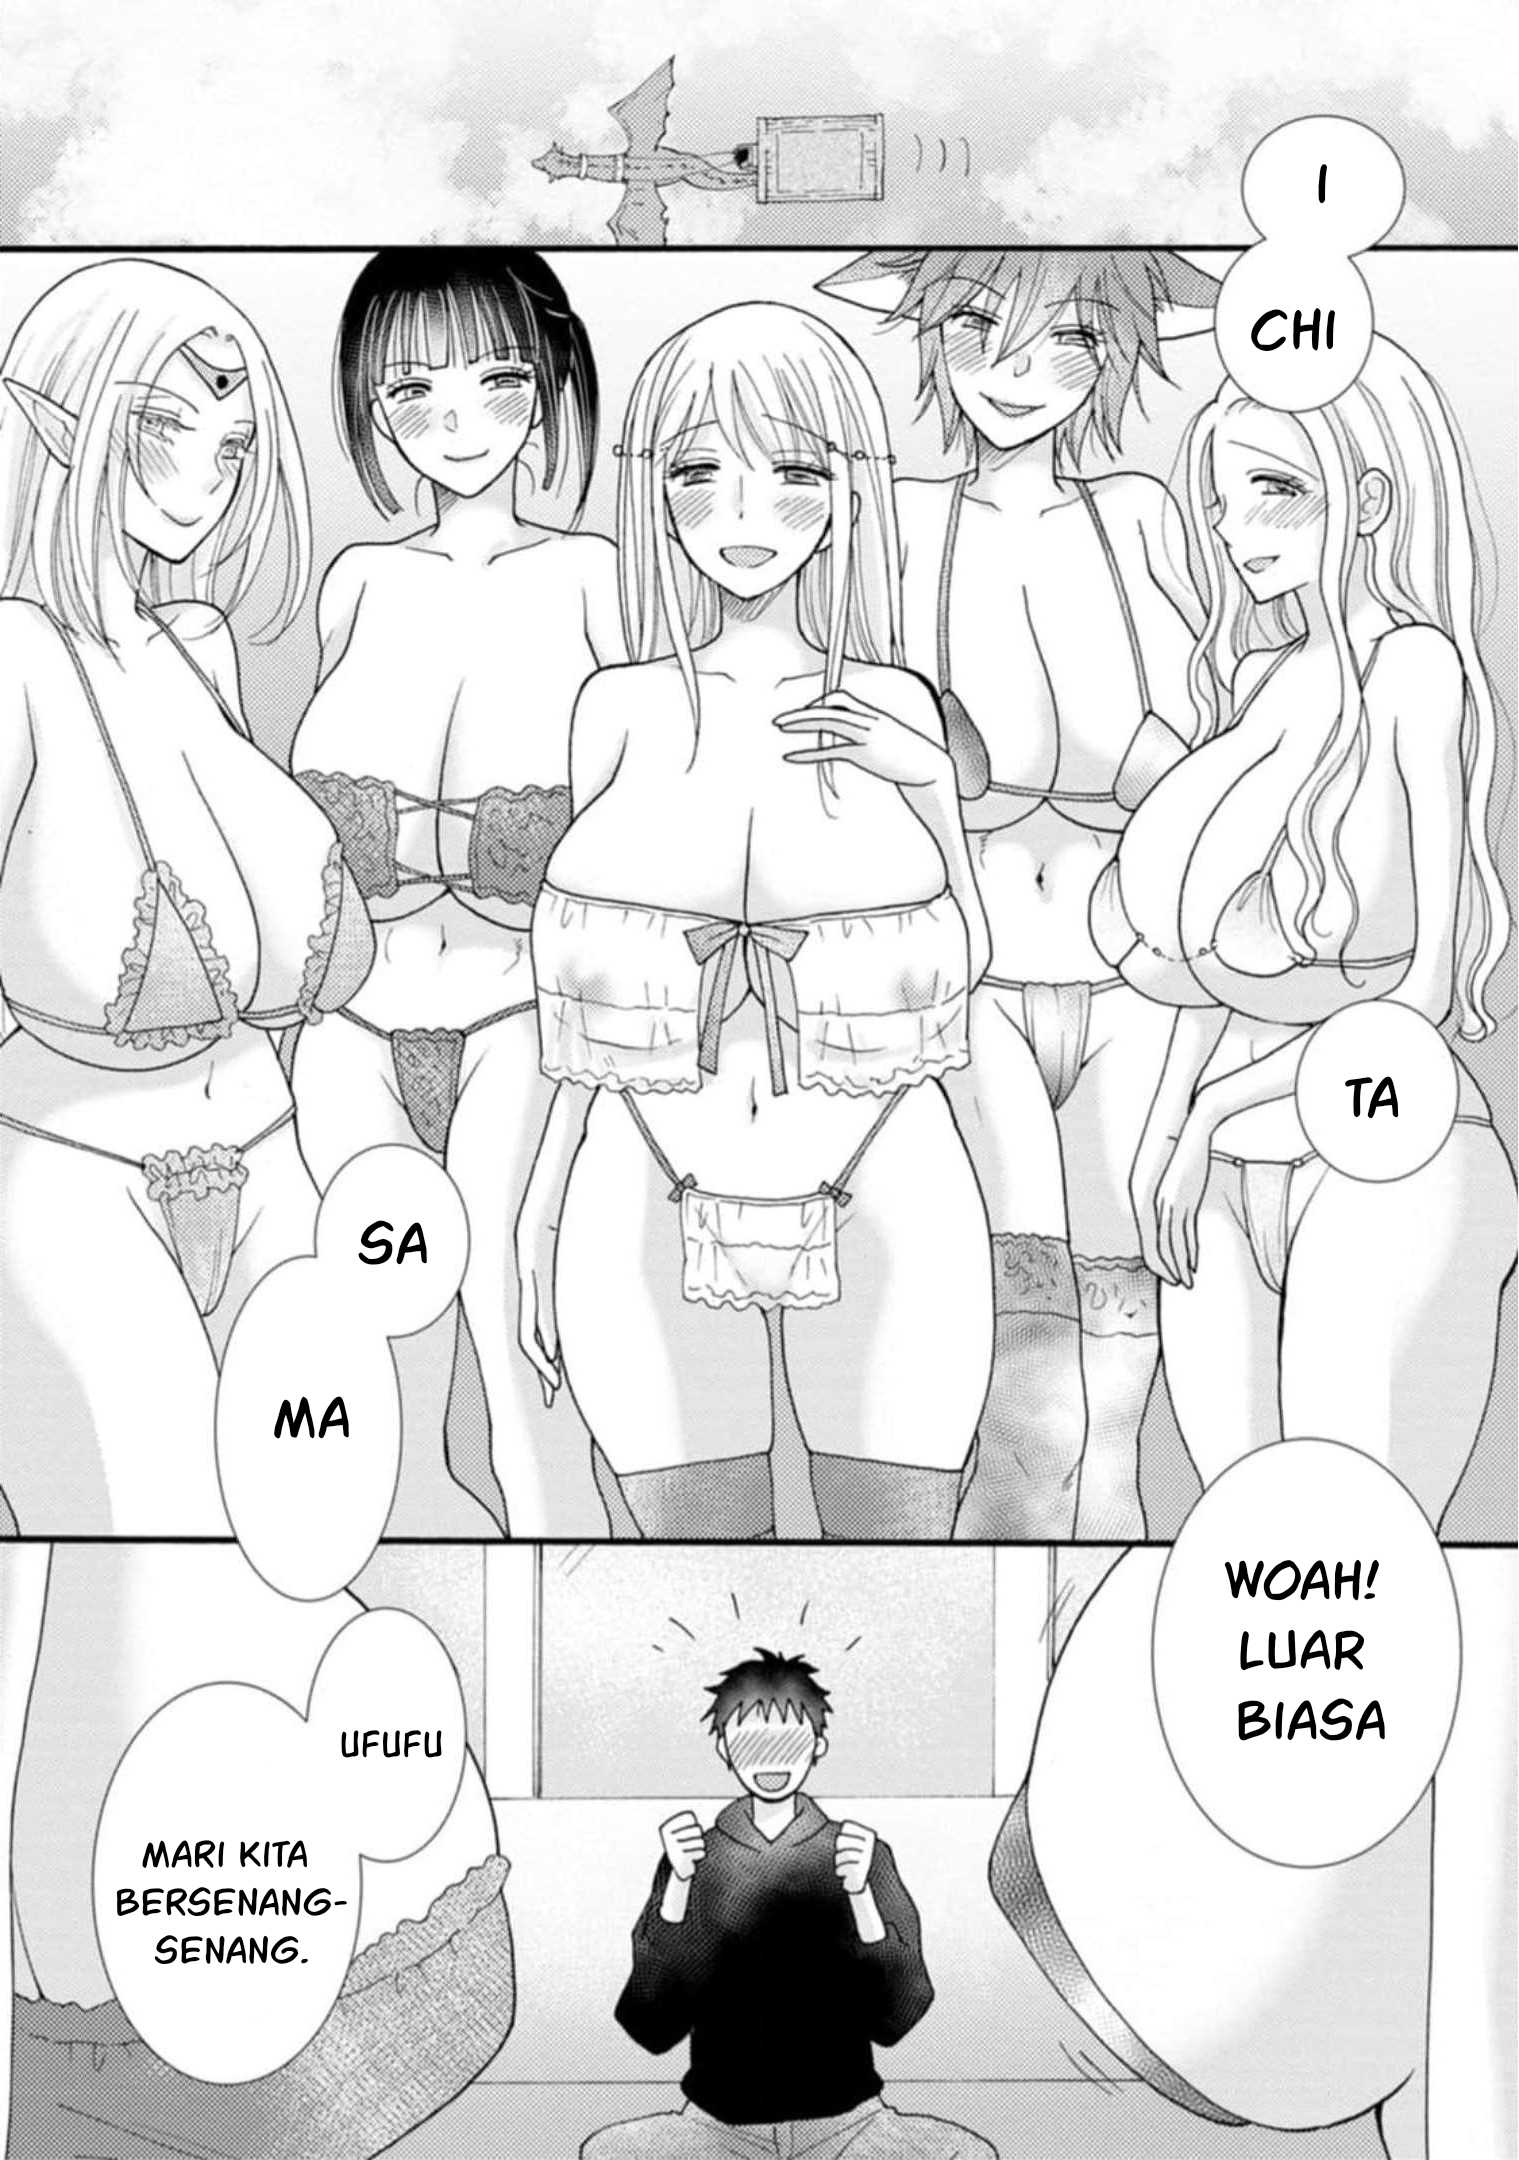 I
CHI
TA
SA
MA
WOAH!
LUAR
BIASA
UFUFU
MARI KITA
BERSENANG-
SENANG.